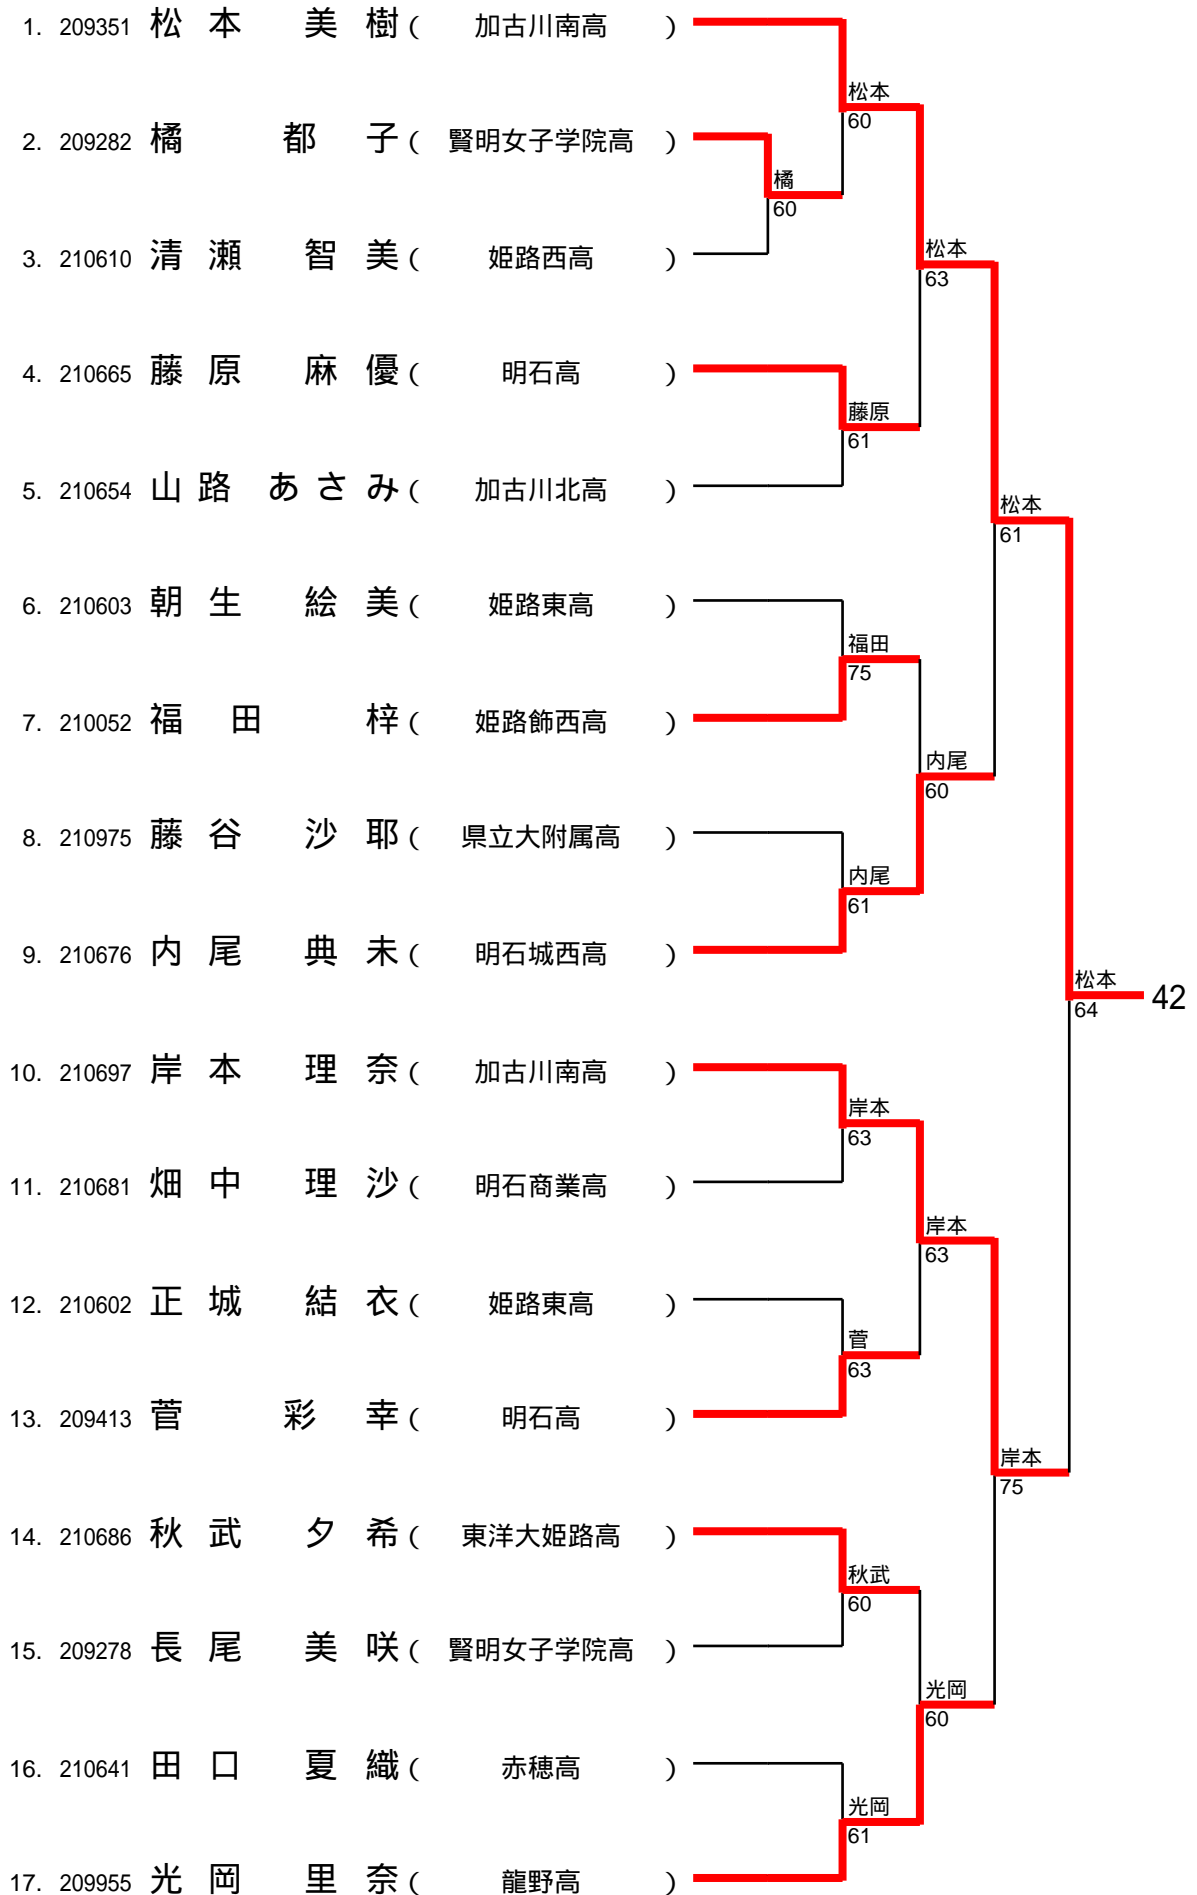 1. 209351 松本 美樹 ( 加古川南高 )
松本
60
2. 209282 橘 都子 ( 賢明女子学院高 )
橘
60
3. 210610 清瀬 智美 ( 姫路西高 )
松本
63
4. 210665 藤原 麻優 ( 明石高 )
藤原
61
5. 210654 山路 あさみ ( 加古川北高 )
松本
61
6. 210603 朝生 絵美 ( 姫路東高 )
福田
75
7. 210052 福田 梓 ( 姫路飾西高 )
内尾
60
8. 210975 藤谷 沙耶 ( 県立大附属高 )
内尾
61
9. 210676 内尾 典未 ( 明石城西高 )
松本
64
42
10. 210697 岸本 理奈 ( 加古川南高 )
岸本
63
11. 210681 畑中 理沙 ( 明石商業高 )
岸本
63
12. 210602 正城 結衣 ( 姫路東高 )
菅
63
13. 209413 菅 彩幸 ( 明石高 )
岸本
75
14. 210686 秋武 夕希 ( 東洋大姫路高 )
秋武
60
15. 209278 長尾 美咲 ( 賢明女子学院高 )
光岡
60
16. 210641 田口 夏織 ( 赤穂高 )
光岡
61
17. 209955 光岡 里奈 ( 龍野高 )